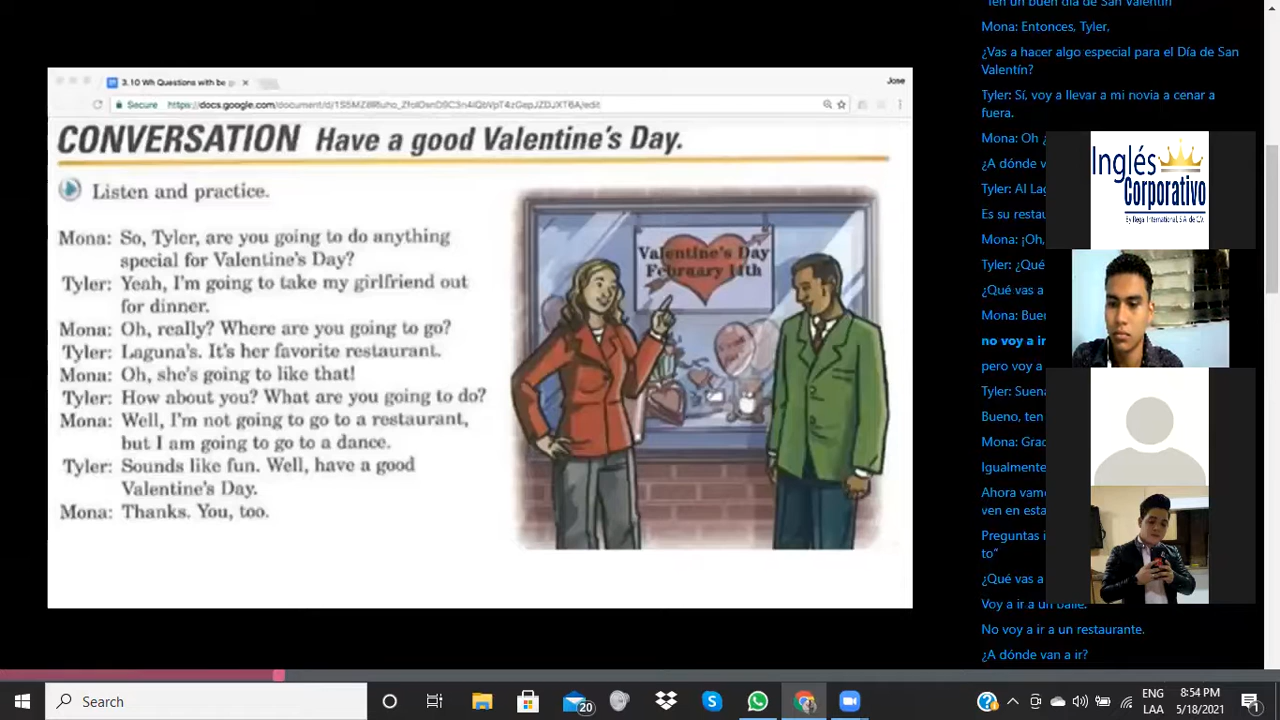 "Ten un buen día de San Valentín
Mona: Entonces, Tyler,
¿Vas a hacer algo especial para el Día de San
Valentín?
Tyler: Sí, voy a llevar a mi novia a cenar a
fuera.
Mona: Oh ¿
¿A dónde v
Tyler: Al Lag
Es su restau
Mona: ¡Oh,
Tyler: ¿Qué
¿Qué vas a
Mona: Buen
no voy a ir
pero voy a
Tyler: Suena
Bueno, ten
Mona: Grac
Igualmente
Ahora vam
ven en esta
Preguntas i
to"
¿Qué vas a
Voy a ir a un baile.
No voy a ir a un restaurante.
¿A dónde van a ir?
Inglés
Corporativo
By Regal International, S.A. de C.V.
3.10 Wh Questions with be
Jose
Secure
CONVERSATION Have a good Valentine's Day.
Listen and practice.
Mona: So, Tyler, are you going to do anything
special for Valentine's Day?
Tyler: Yeah, I'm going to take my girlfriend out
for dinner.
Mona: Oh, really? Where are you going to go?
Tyler: Laguna's. It's her favorite restaurant.
Mona: Oh, she's going to like that!
Tyler: How about you? What are you going to do?
Mona: Well, I'm not going to go to a restaurant,
but I am going to go to a dance.
Tyler: Sounds like fun. Well, have a good
Valentine's Day.
Mona: Thanks. You, too.
Valentine's Day
February 14th
Search
20
ENG
LAA
8:54 PM
5/18/2021
1